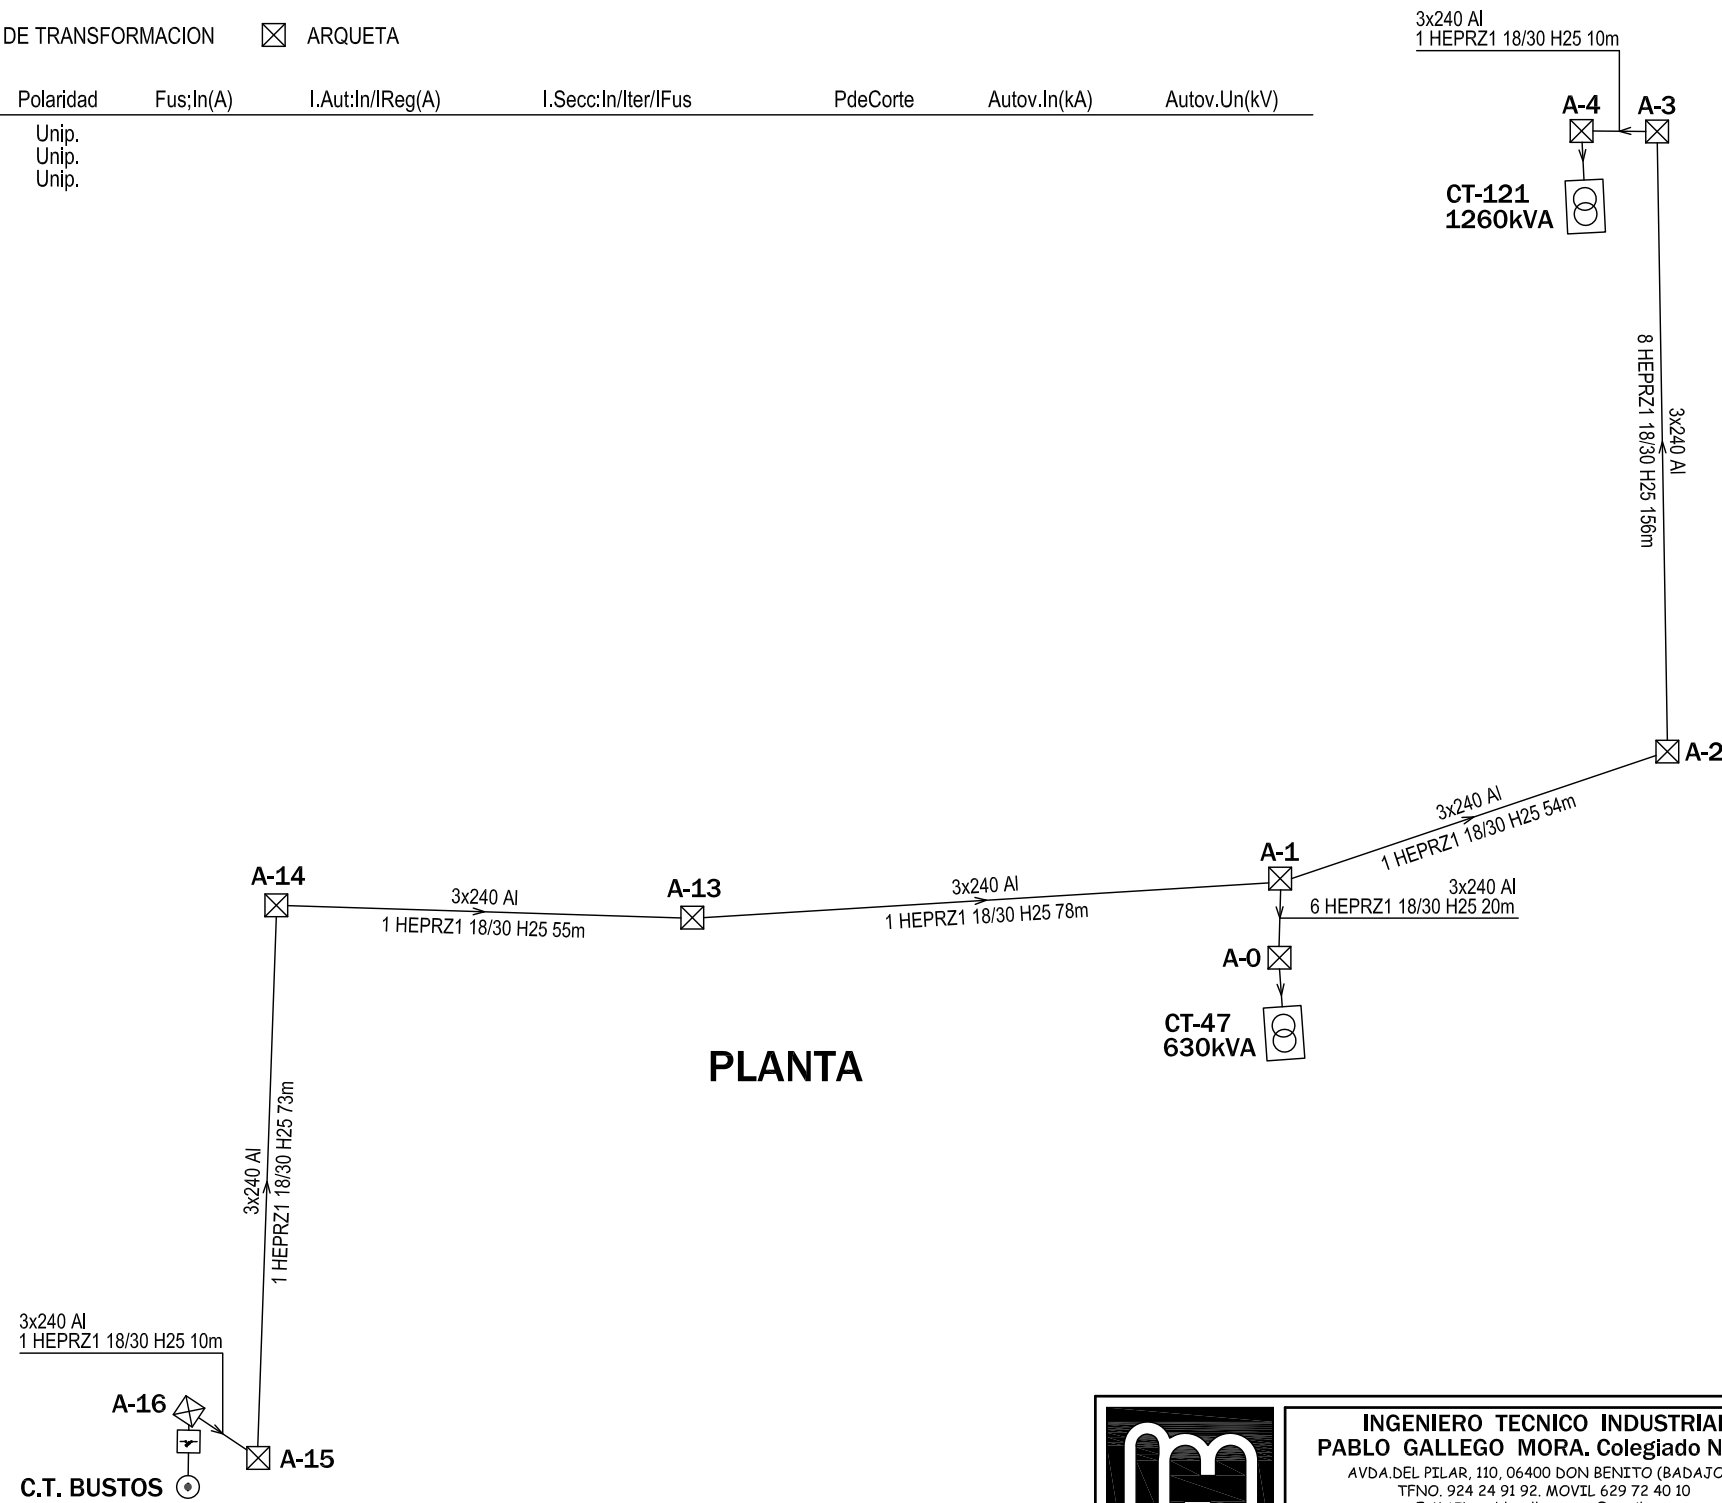 DE TRANSFORMACION ARQUETA
Polaridad Fus;In(A) I.Aut:In/IReg(A) I.Secc:In/Iter/IFus PdeCorte Autov.In(kA) Autov.Un(kV)
Unip.
Unip.
Unip.
3x240 Al
1 HEPRZ1 18/30 H25 10m
A-4 A-3
CT-121
1260kVA
8 HEPRZ1 18/30 H25 156m
3x240 Al
A-2
3x240 Al
1 HEPRZ1 18/30 H25 54m
A-1
3x240 Al
6 HEPRZ1 18/30 H25 20m
A-14
3x240 Al
1 HEPRZ1 18/30 H25 55m
A-13
3x240 Al
1 HEPRZ1 18/30 H25 78m
A-0
CT-47
630kVA
PLANTA
3x240 Al
1 HEPRZ1 18/30 H25 73m
3x240 Al
1 HEPRZ1 18/30 H25 10m
A-16
A-15
C.T. BUSTOS
INGENIERO TECNICO INDUSTRIAL
PABLO GALLEGO MORA. Colegiado N
AVDA.DEL PILAR, 110, 06400 DON BENITO (BADAJO
TFNO. 924 24 91 92. MOVIL 629 72 40 10